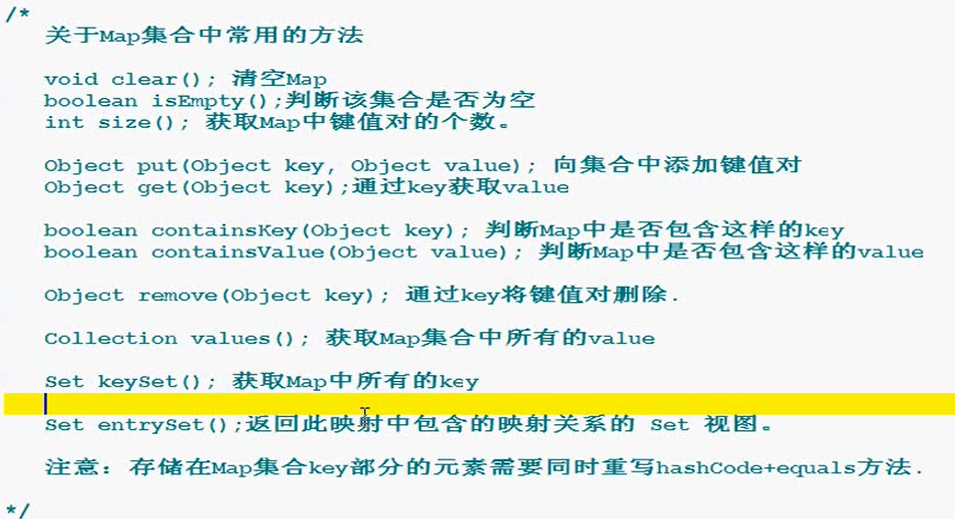 /*
关于Map集合中常用的方法
void clear(); 清空Map
boolean isEmpty();判断该集合是否为空
int size(); 获取Map中键值对的个数。
Object put(Object key, Object value); 向集合中添加键值对
Object get(Object key);通过key获取value
boolean containsKey(Object key); 判断Map中是否包含这样的key
boolean containsValue(Object value); 判断Map中是否包含这样的value
Object remove(Object key); 通过key将键值对删除.
Collection values(); 获取Map集合中所有的value
Set keySet(); 获取Map中所有的key
Set entrySet();返回此映射中包含的映射关系的 Set 视图。
注意：存储在Map集合key部分的元素需要同时重写hashCode+equals方法.
*/